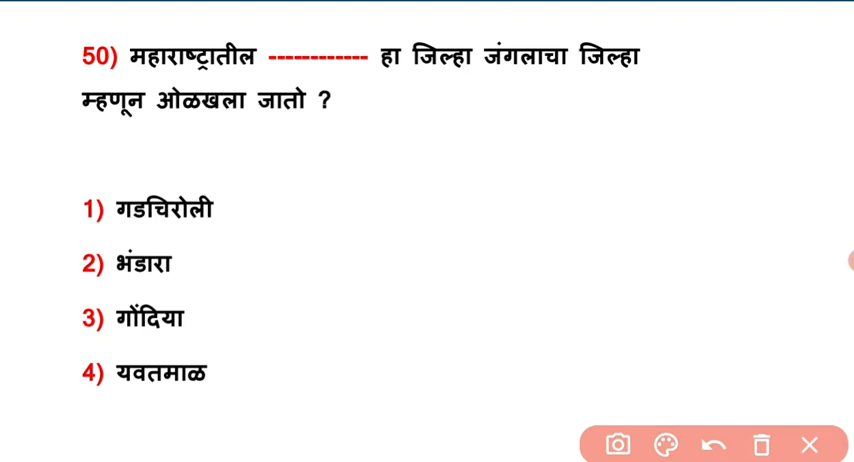 50) महाराष्ट्रातील ------------ हा जिल्हा जंगलाचा जिल्हा
म्हणून ओळखला जातो ?
1) गडचिरोली
2) भंडारा
3) गोंदिया
4) यवतमाळ